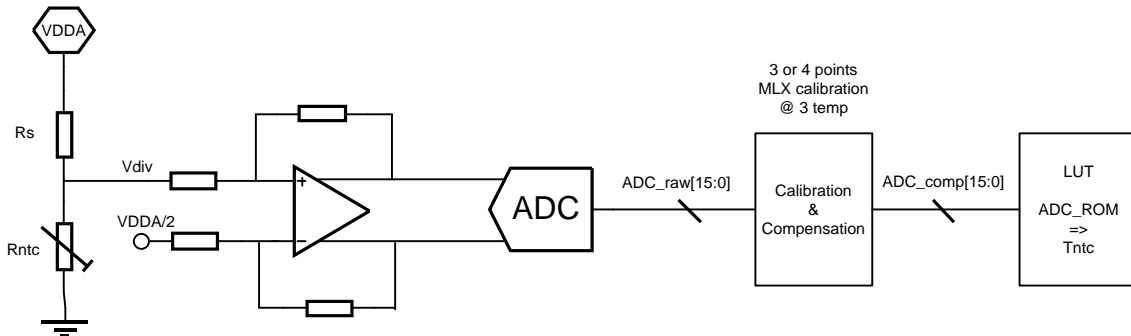 VDDA
Rs
Vdiv
VDDA/2
Rntc
+
−
ADC
ADC_raw[15:0]
3 or 4 points
MLX calibration
@ 3 temp
Calibration
&
Compensation
ADC_comp[15:0]
LUT
ADC_ROM
=>
Tntc